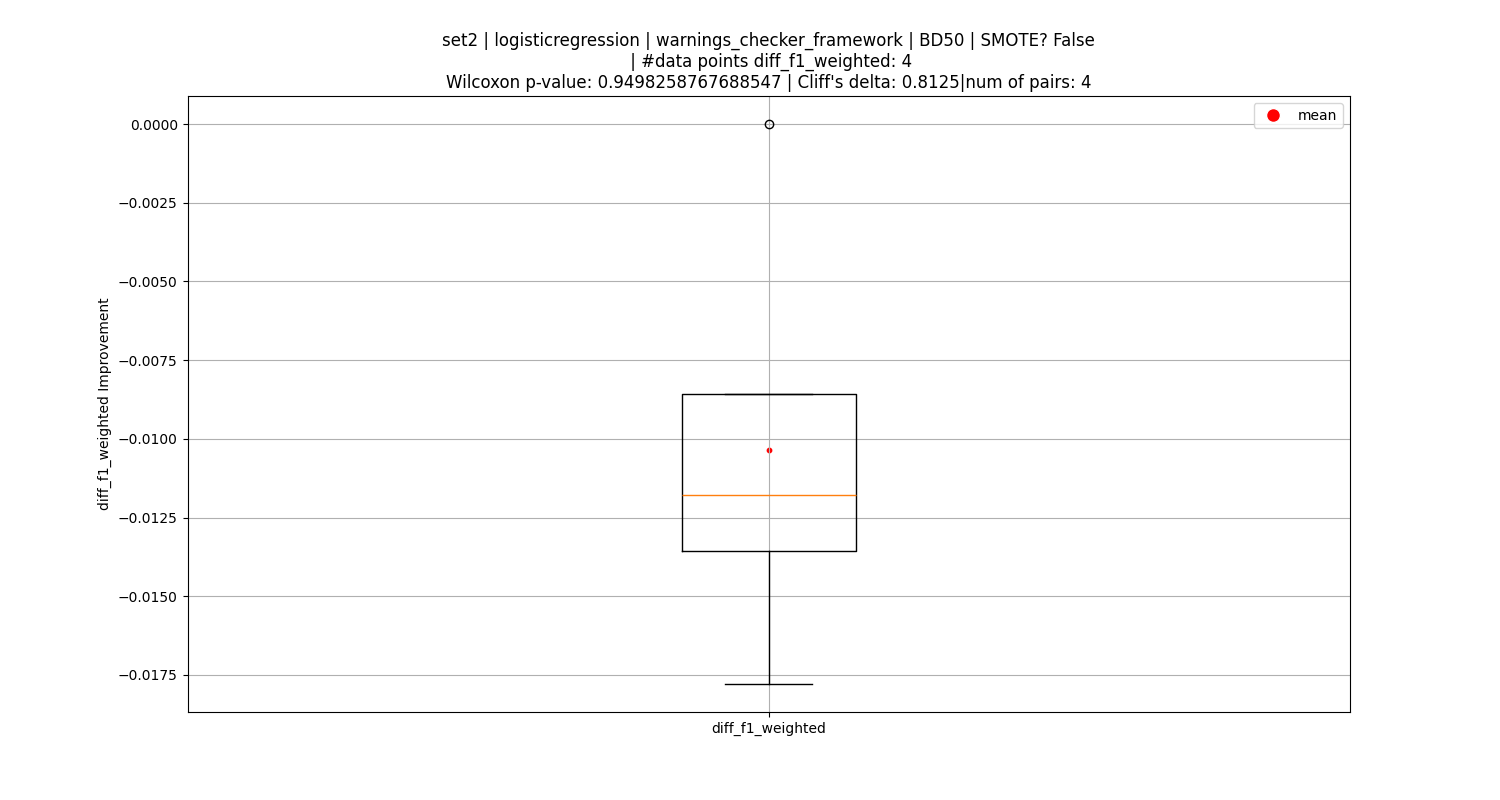 set2 | logisticregression | warnings_checker_framework | BD50 | SMOTE? False
| #data points diff_f1_weighted: 4
Wilcoxon p-value: 0.9498258767688547 | Cliff's delta: 0.8125|num of pairs: 4
mean
0.0000
−0.0025
−0.0050
−0.0075
−0.0100
−0.0125
−0.0150
−0.0175
diff_f1_weighted Improvement
diff_f1_weighted